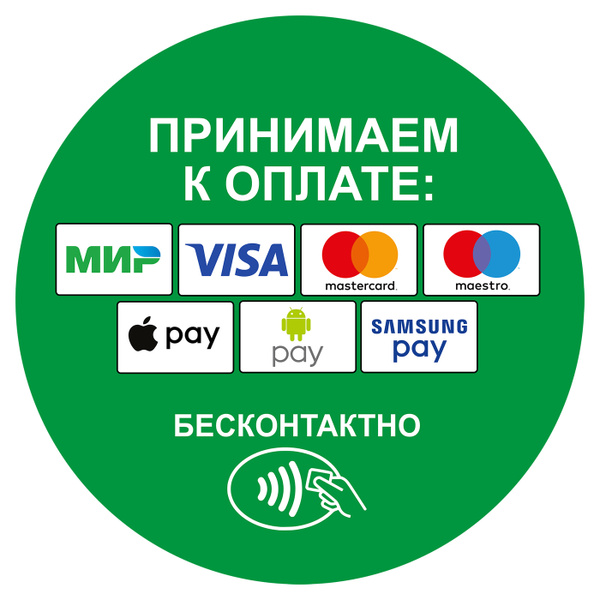 ПРИНИМАЕМ
К ОПЛАТЕ:
МИР VISA mastercard. maestro.
pay pay SAMSUNG pay
БЕСКОНТАКТНО